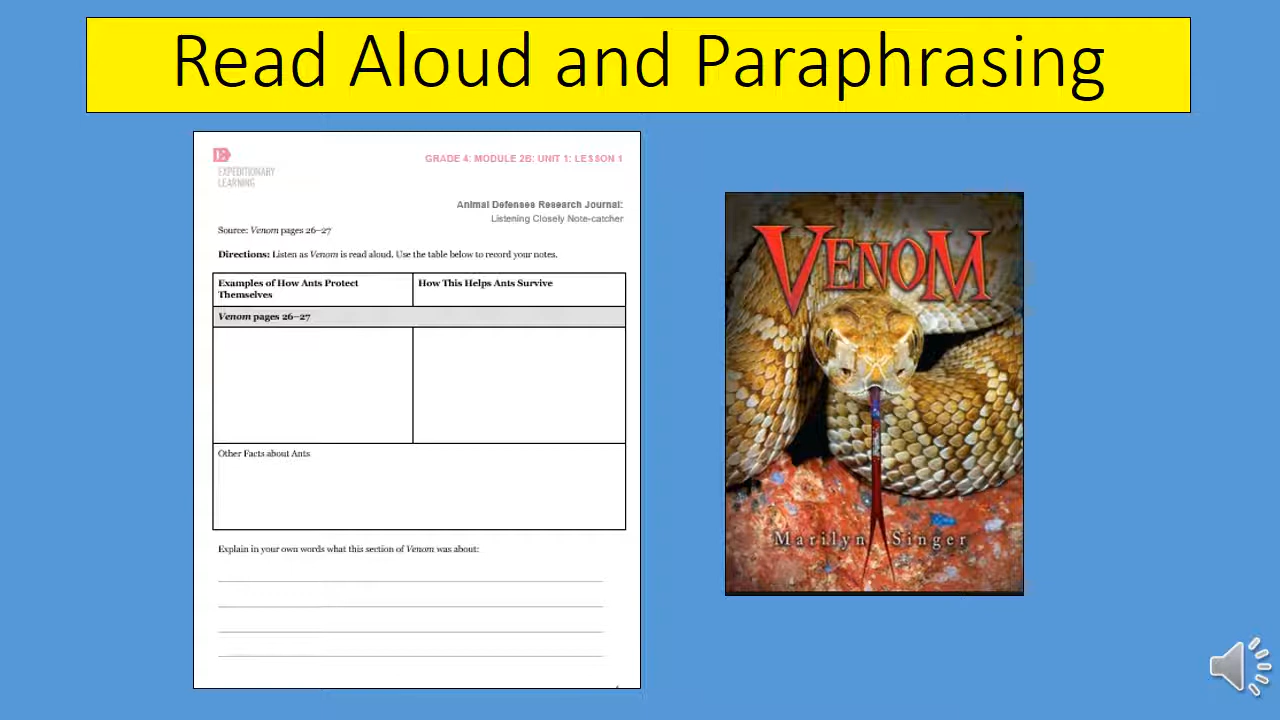 Read Aloud and Paraphrasing
EXPEDITIONARY
LEARNING
GRADE 4: MODULE 2B: UNIT 1: LESSON 1
Animal Defenses Research Journal:
Listening Closely Note-catcher
Source: Venom pages 26–27
Directions: Listen as Venom is read aloud. Use the table below to record your notes.
Examples of How Ants Protect
Themselves
How This Helps Ants Survive
Venom pages 26–27
Other Facts about Ants
Explain in your own words what this section of Venom was about:
VENOM
Marilyn Singer